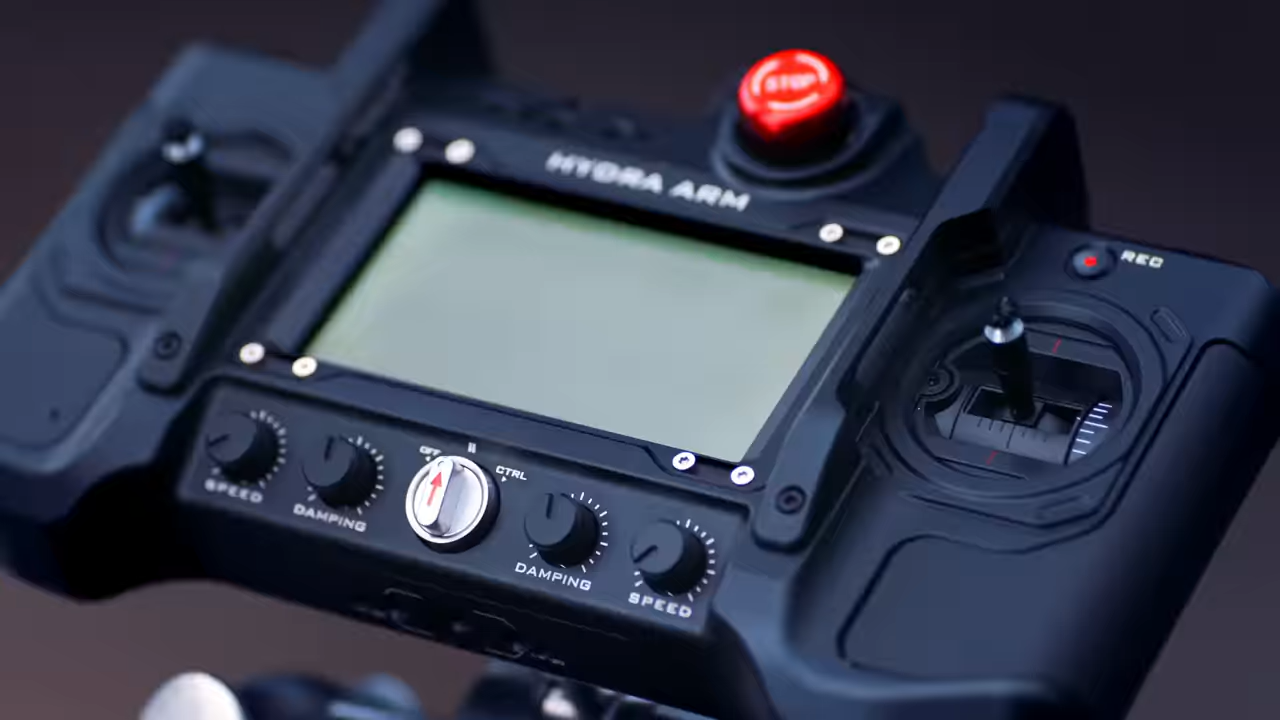 STOP
HYDRA ARM
REC
OFF
II
CTRL
SPEED
DAMPING
DAMPING
SPEED